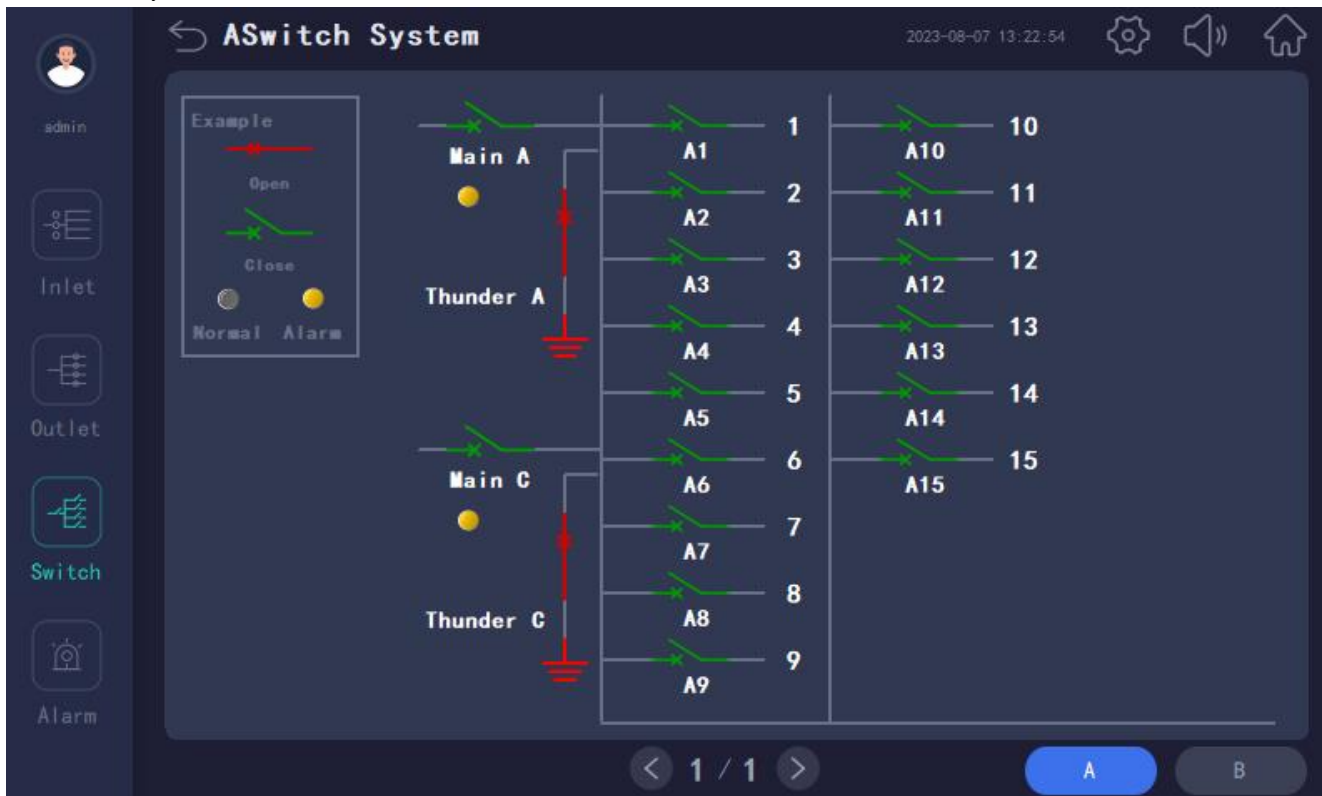 ASwitch System
2023-08-07 13:22:54
admin
Inlet
Outlet
Switch
Alarm
Example
Open
Close
Normal Alarm
Main A
Thunder A
Main C
Thunder C
1
A1
2
A2
3
A3
4
A4
5
A5
6
A6
7
A7
8
A8
9
A9
10
A10
11
A11
12
A12
13
A13
14
A14
15
A15
1 / 1
A
B